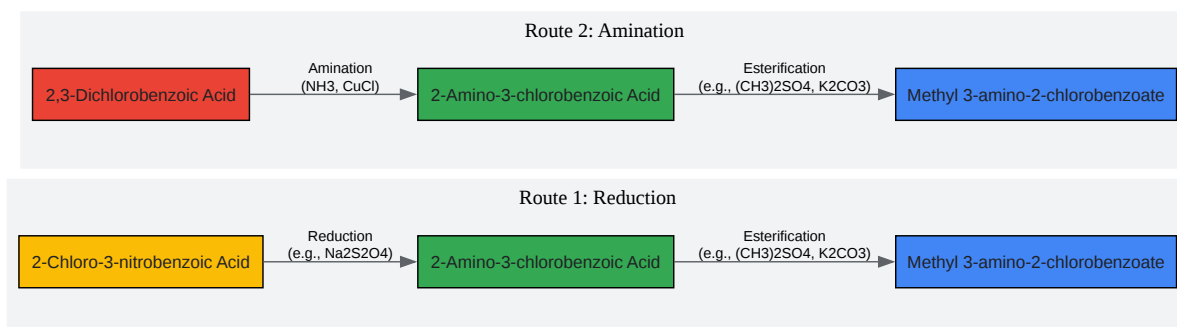 Route 2: Amination
2,3-Dichlorobenzoic Acid
Amination
(NH3, CuCl)
2-Amino-3-chlorobenzoic Acid
Esterification
(e.g., (CH3)2SO4, K2CO3)
Methyl 3-amino-2-chlorobenzoate
Route 1: Reduction
2-Chloro-3-nitrobenzoic Acid
Reduction
(e.g., Na2S2O4)
2-Amino-3-chlorobenzoic Acid
Esterification
(e.g., (CH3)2SO4, K2CO3)
Methyl 3-amino-2-chlorobenzoate